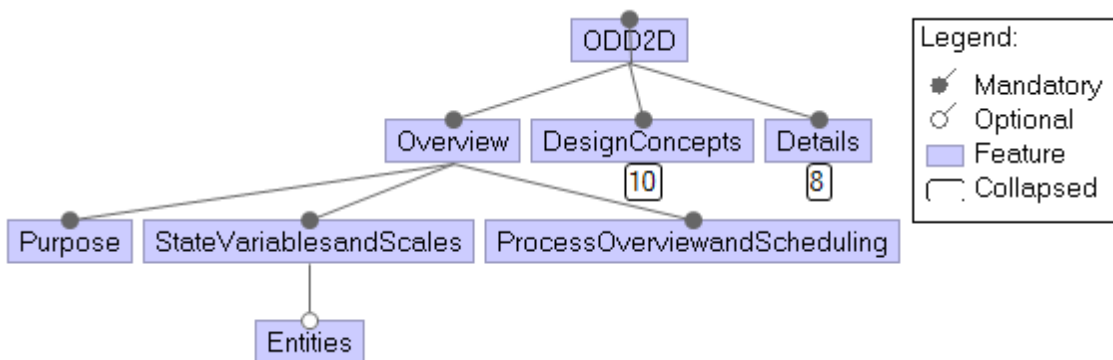 ODD2D
Legend:
Mandatory
Optional
Feature
Collapsed
Overview
DesignConcepts
Details
10
8
Purpose
StateVariablesandScales
ProcessOverviewandScheduling
Entities